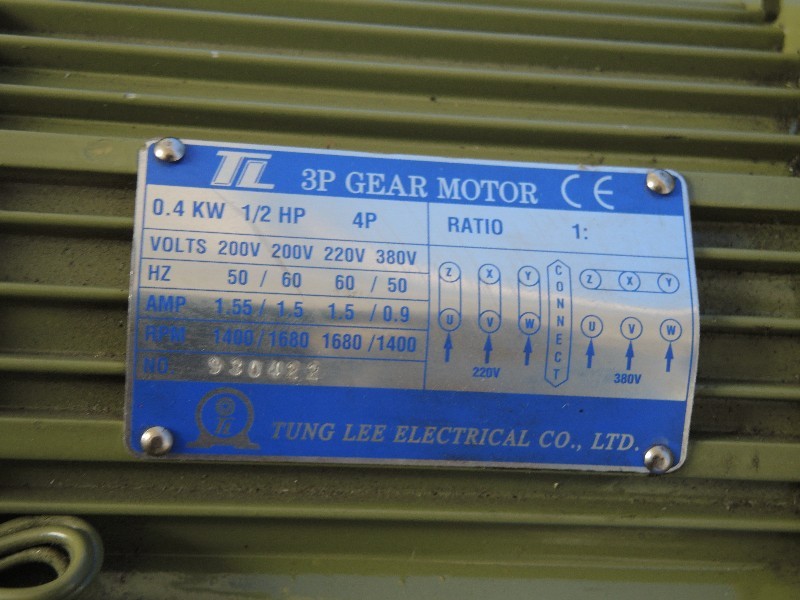 TL 3P GEAR MOTOR CE
0.4 KW 1/2 HP 4P RATIO 1:
VOLTS 200V 200V 220V 380V
HZ 50 / 60 60 / 50
AMP 1.55 / 1.5 1.5 / 0.9
RPM 1400 / 1680 1680 / 1400
NO. 930422
Z X Y CONNECT Z X Y
U V W U V W
220V 380V
TUNG LEE ELECTRICAL CO., LTD.